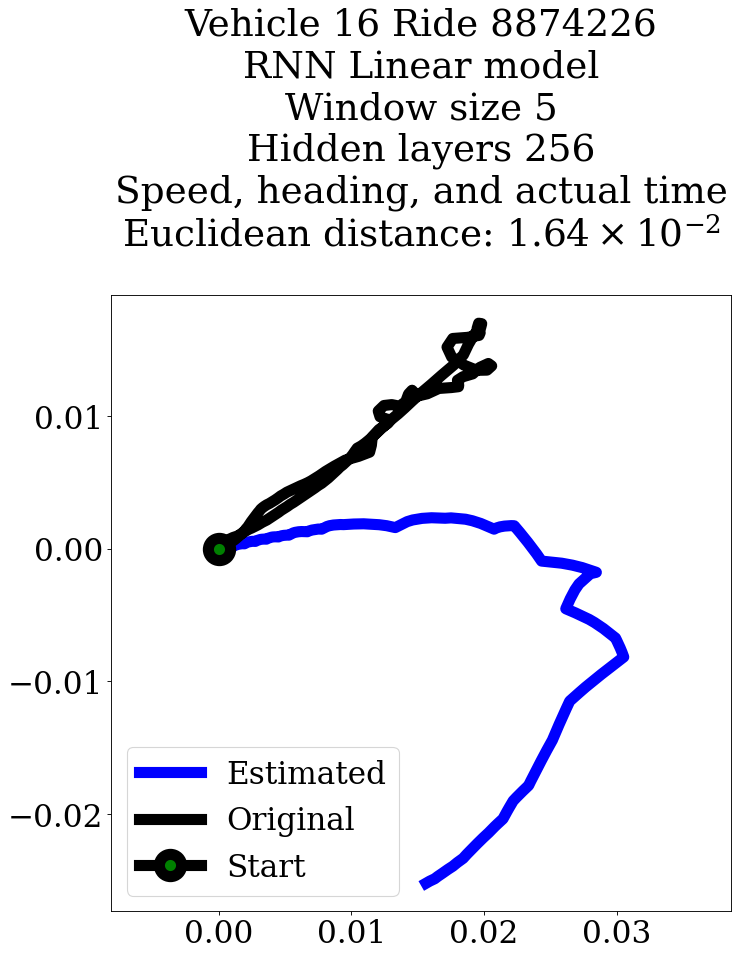 Vehicle 16 Ride 8874226
RNN Linear model
Window size 5
Hidden layers 256
Speed, heading, and actual time
Euclidean distance: 1.64 × 10⁻²
0.01
0.00
−0.01
−0.02
Estimated
Original
Start
0.00 0.01 0.02 0.03